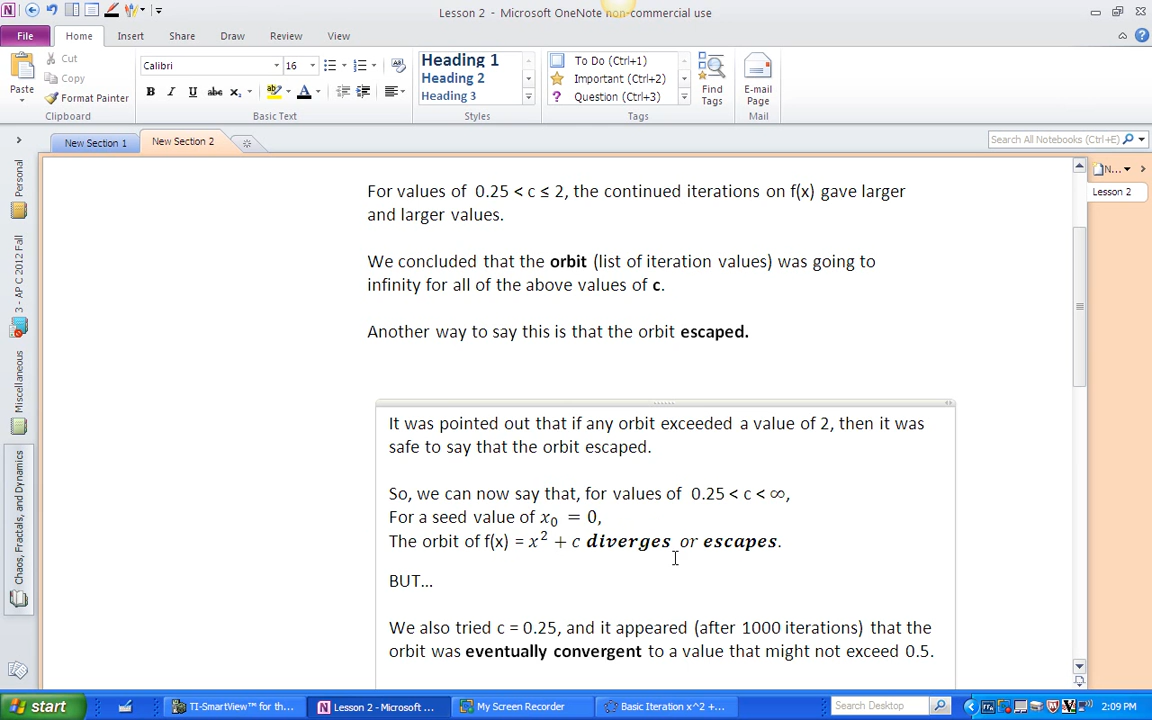 Lesson 2 - Microsoft OneNote non-commercial use
File Home Insert Share Draw Review View
Paste
Cut
Copy
Format Painter
Clipboard
Calibri 16
B I U abc x₂ ab A
Basic Text
Heading 1
Heading 2
Heading 3
Styles
To Do (Ctrl+1)
Important (Ctrl+2)
? Question (Ctrl+3)
Tags
Find
Tags
E-mail
Page
Mail
New Section 1 New Section 2 Search All Notebooks (Ctrl+E)
N...
Lesson 2
Personal
3 - AP C 2012 Fall
Miscellaneous
Chaos, Fractals, and Dynamics
For values of 0.25 < c ≤ 2, the continued iterations on f(x) gave larger
and larger values.
We concluded that the orbit (list of iteration values) was going to
infinity for all of the above values of c.
Another way to say this is that the orbit escaped.
It was pointed out that if any orbit exceeded a value of 2, then it was
safe to say that the orbit escaped.
So, we can now say that, for values of 0.25 < c < ∞,
For a seed value of x₀ = 0,
The orbit of f(x) = x² + c diverges or escapes.
BUT...
We also tried c = 0.25, and it appeared (after 1000 iterations) that the
orbit was eventually convergent to a value that might not exceed 0.5.
start TI-SmartView™ for th... Lesson 2 - Microsoft O... My Screen Recorder Basic Iteration x^2 +... Search Desktop 2:09 PM